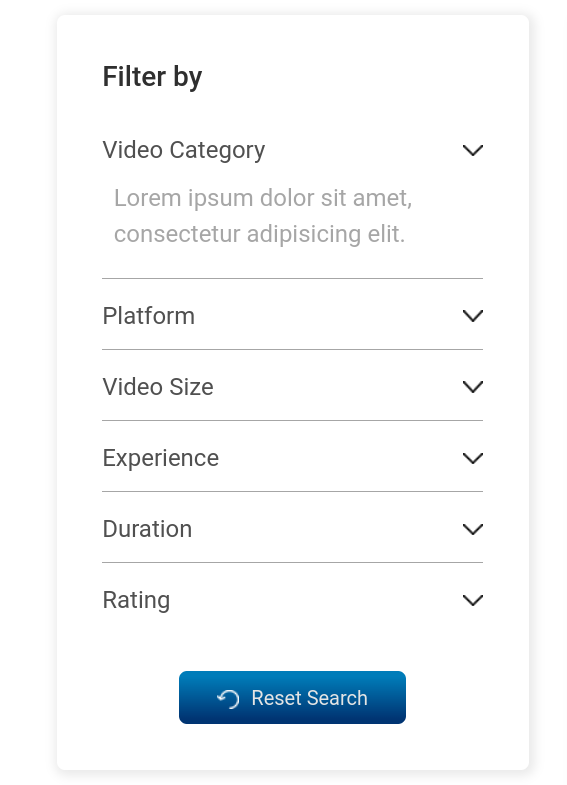 Filter by
Video Category
Lorem ipsum dolor sit amet,
consectetur adipisicing elit.
Platform
Video Size
Experience
Duration
Rating
Reset Search